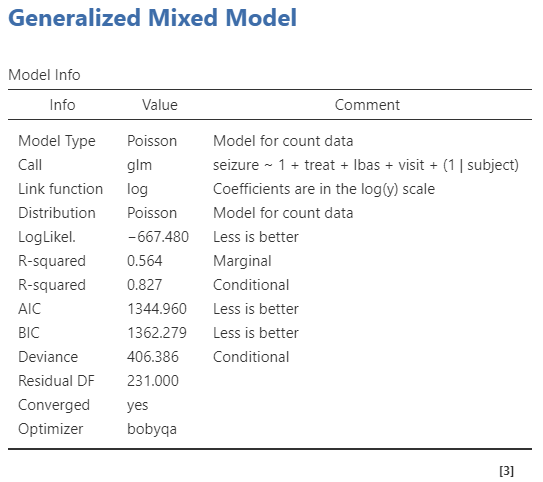 Generalized Mixed Model
Model Info
Info Value Comment
Model Type Poisson Model for count data
Call glm seizure ~ 1 + treat + lbas + visit + (1 | subject)
Link function log Coefficients are in the log(y) scale
Distribution Poisson Model for count data
LogLikel. −667.480 Less is better
R-squared 0.564 Marginal
R-squared 0.827 Conditional
AIC 1344.960 Less is better
BIC 1362.279 Less is better
Deviance 406.386 Conditional
Residual DF 231.000
Converged yes
Optimizer bobyqa
[3]